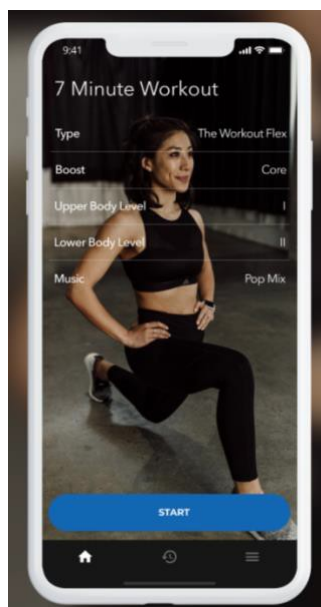 9:41
7 Minute Workout
Type The Workout Flex
Boost Core
Upper Body Level I
Lower Body Level II
Music Pop Mix
START